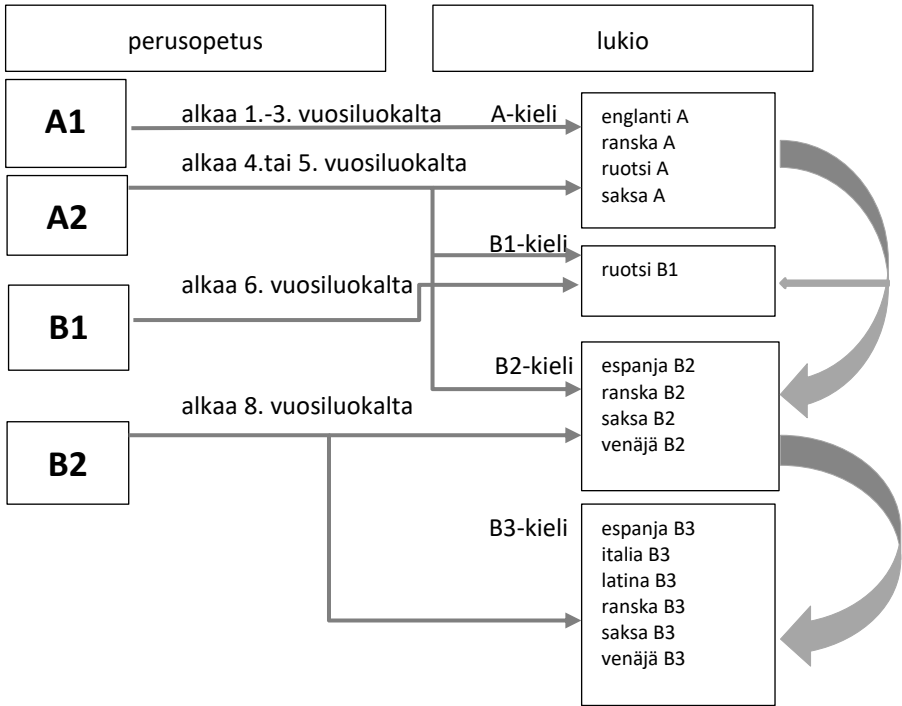 perusopetus
lukio
A1
alkaa 1.-3. vuosiluokalta
A-kieli
englanti A
ranska A
ruotsi A
saksa A
A2
alkaa 4.tai 5. vuosiluokalta
B1-kieli
ruotsi B1
B1
alkaa 6. vuosiluokalta
B2-kieli
espanja B2
ranska B2
saksa B2
venäjä B2
B2
alkaa 8. vuosiluokalta
B3-kieli
espanja B3
italia B3
latina B3
ranska B3
saksa B3
venäjä B3